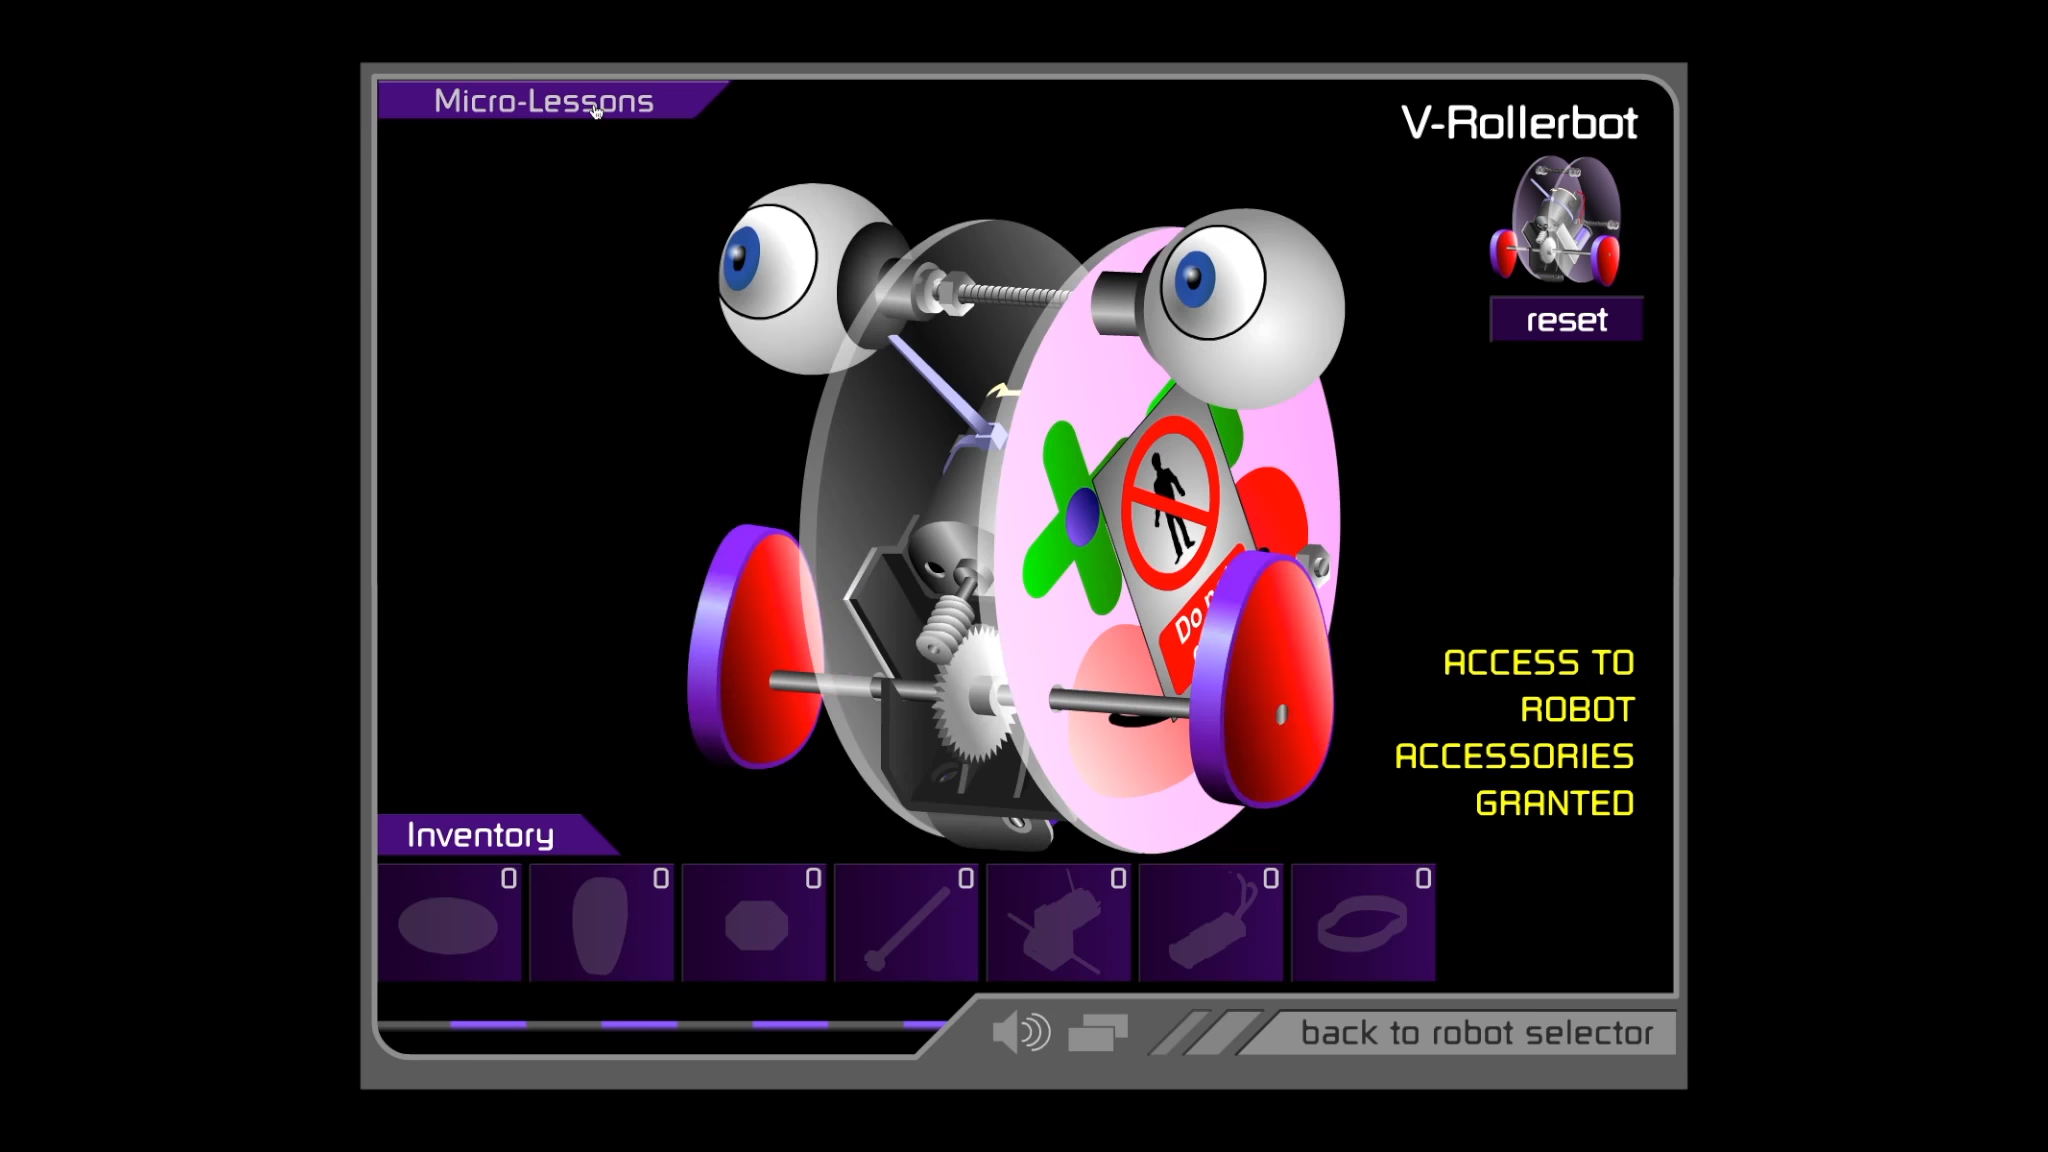 Micro-Lessons
V-Rollerbot
reset
Do n
ACCESS TO
ROBOT
ACCESSORIES
GRANTED
Inventory
0 0 0 0 0 0 0
back to robot selector